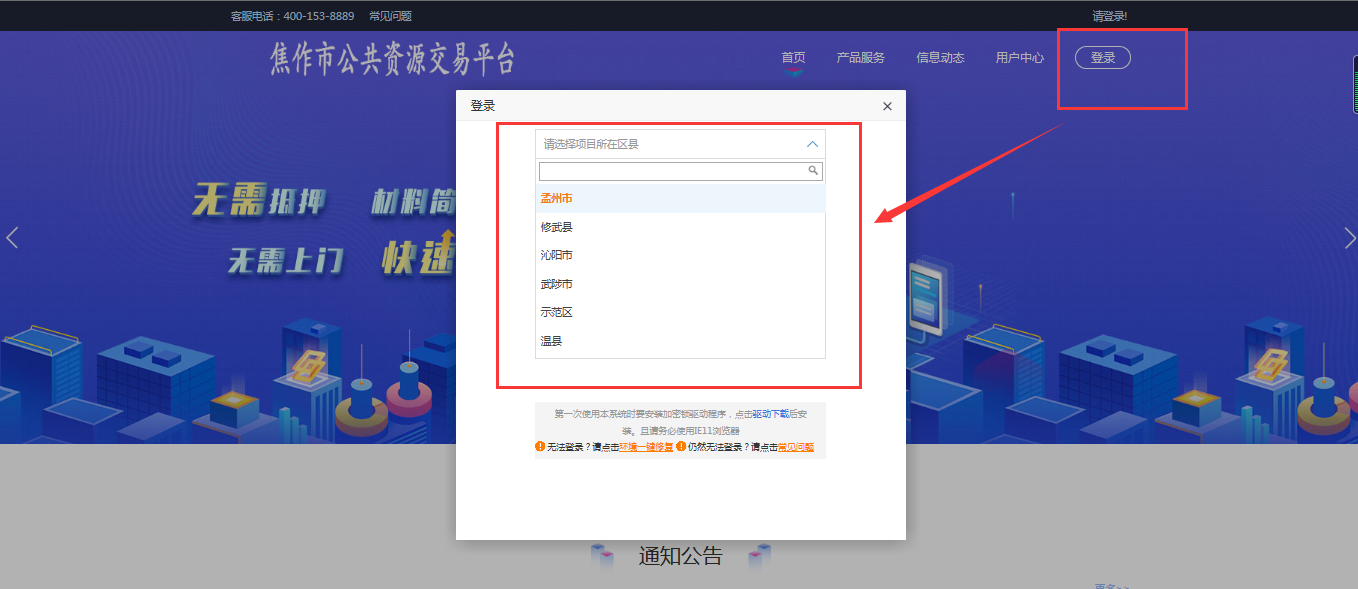 客服电话：400-153-8889 常见问题 请登录!
焦作市公共资源交易平台
首页 产品服务 信息动态 用户中心 登录
登录
请选择项目所在区县
孟州市
修武县
沁阳市
武陟市
示范区
温县
无需抵押 材料简
无需上门 快速
第一次使用本系统时要安装加密锁驱动程序，点击驱动下载后安
装。且请务必使用IE11浏览器
无法登录？请点击环境一键修复 仍然无法登录？请点击常见问题
通知公告
更多>>